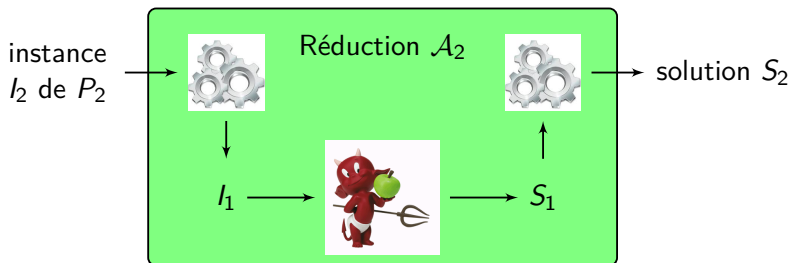 Réduction 𝒜₂
instance
I₂ de P₂
solution S₂
I₁
S₁